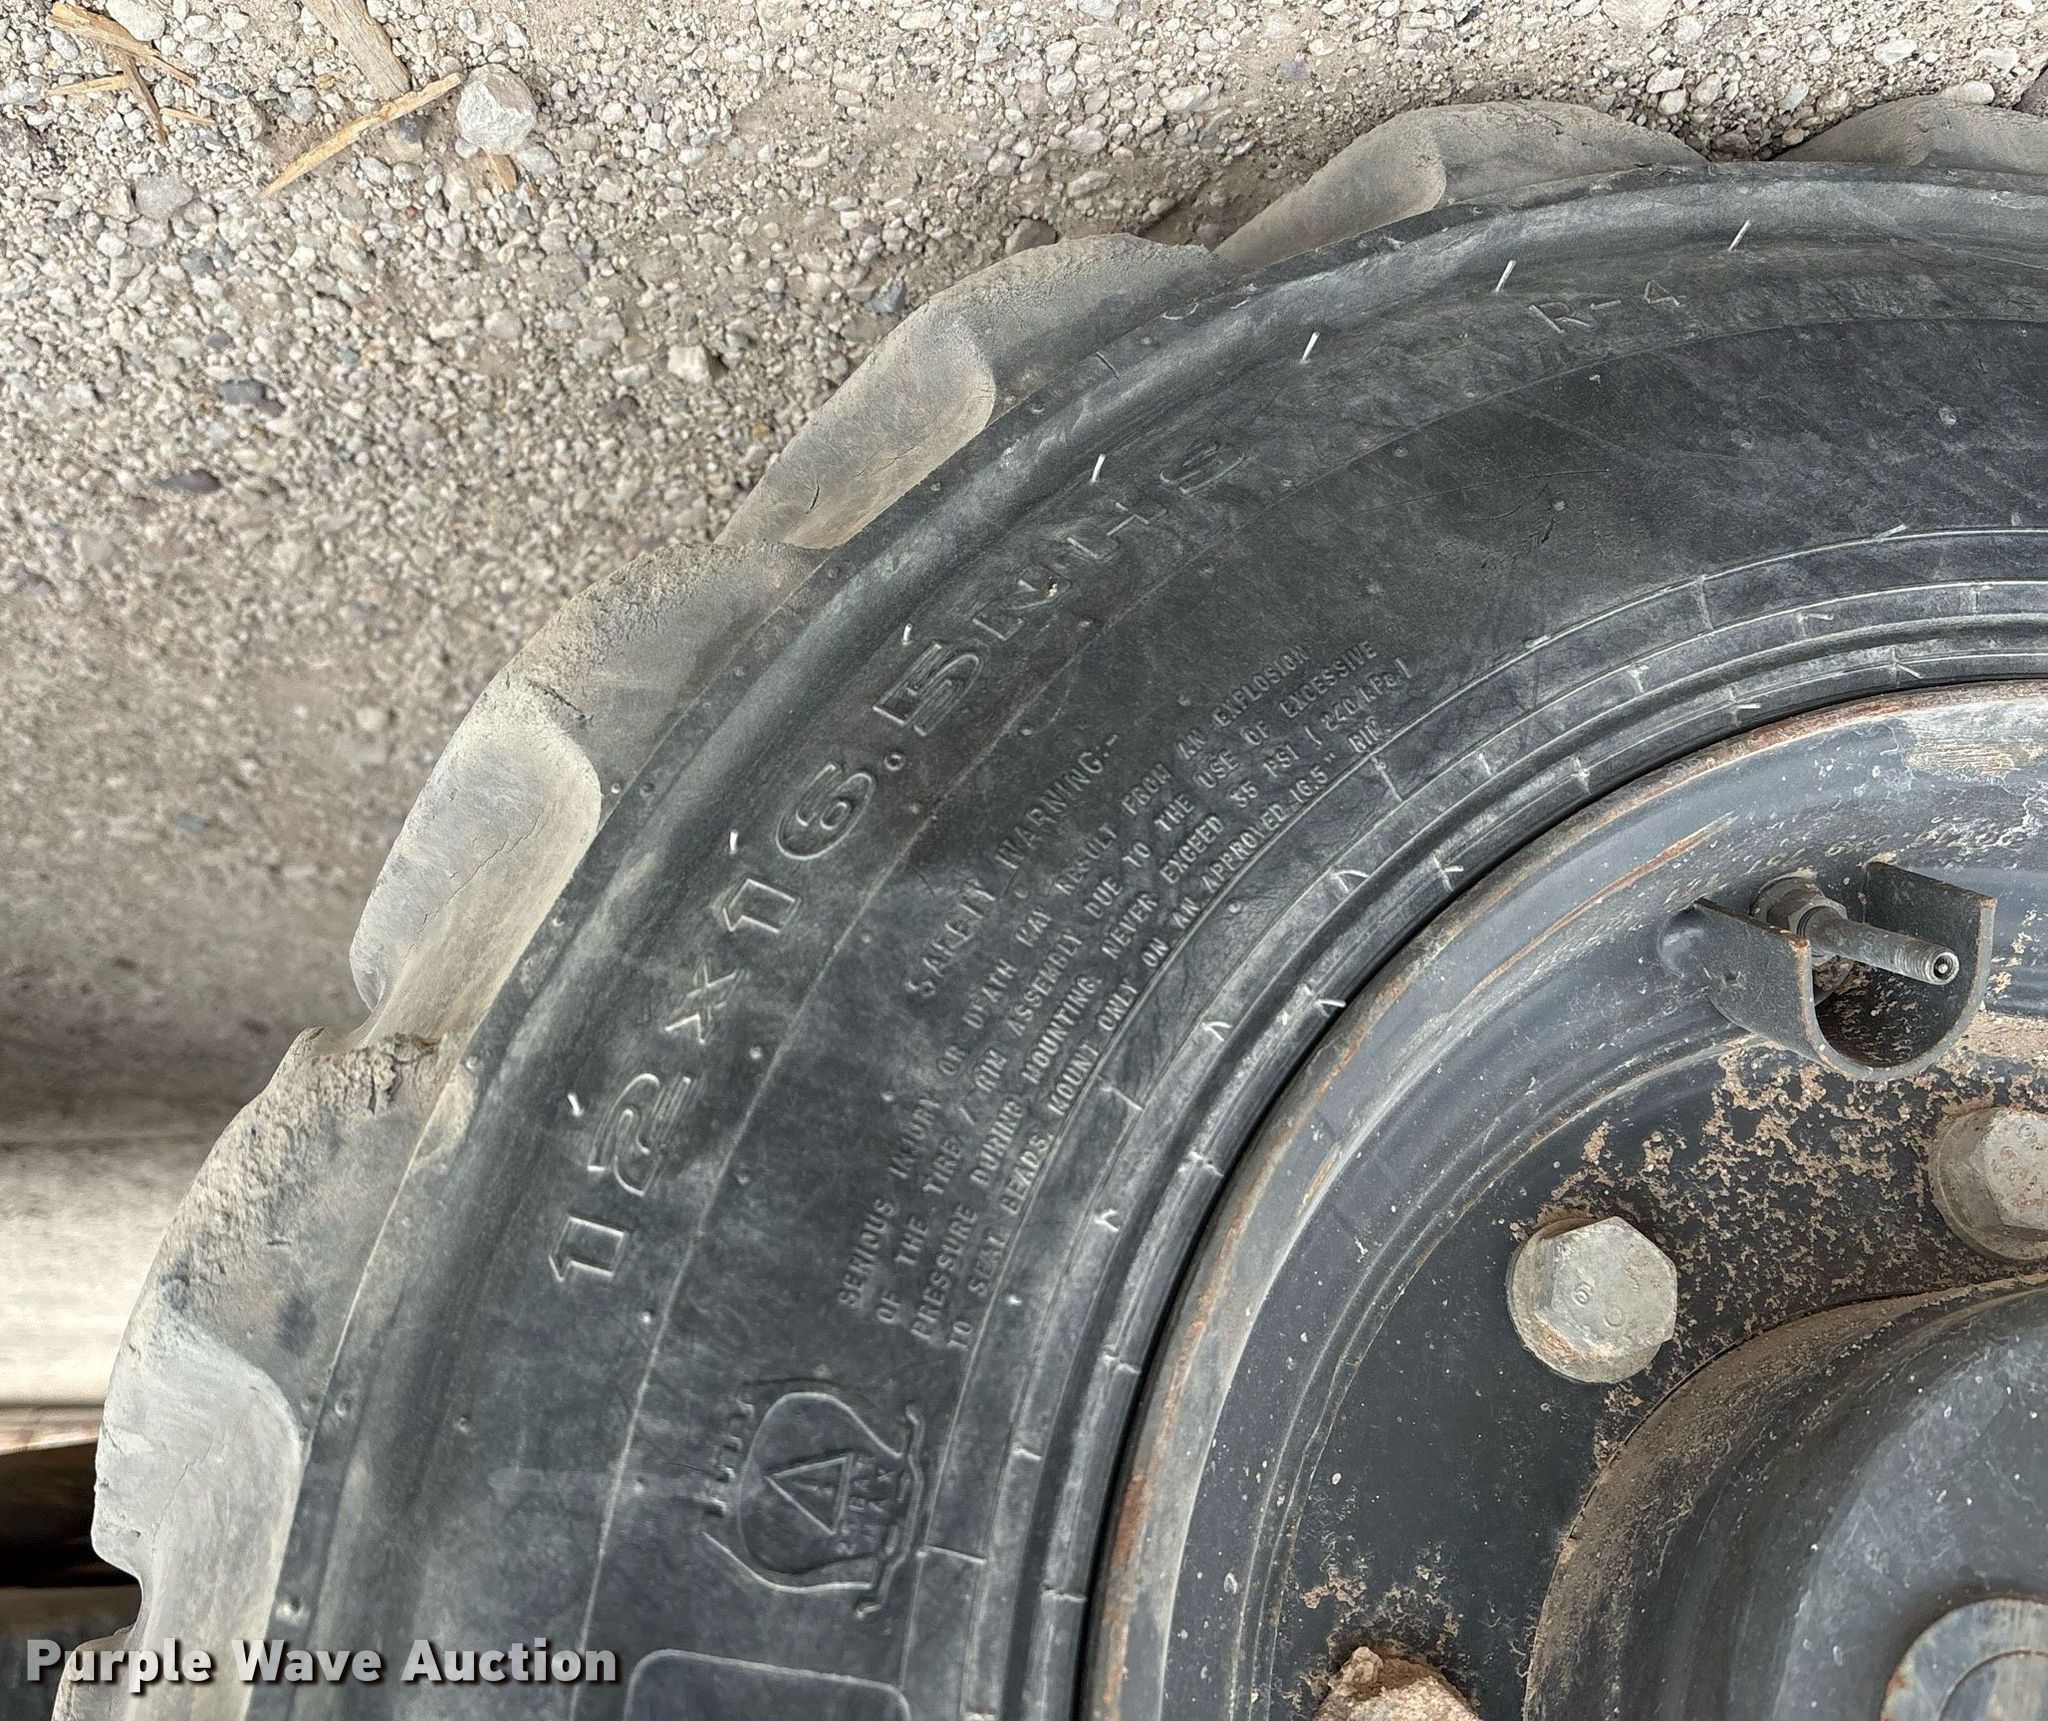 R-4
12x16.5NHS
SAFETY WARNING:-
SERIOUS INJURY OR DEATH MAY RESULT FROM AN EXPLOSION
OF THE TIRE / RIM ASSEMBLY DUE TO THE USE OF EXCESSIVE
PRESSURE DURING MOUNTING. NEVER EXCEED 35 PSI ( 240kPa)
TO SEAT BEADS. MOUNT ONLY ON AN APPROVED 16.5" RIM.
Purple Wave Auction